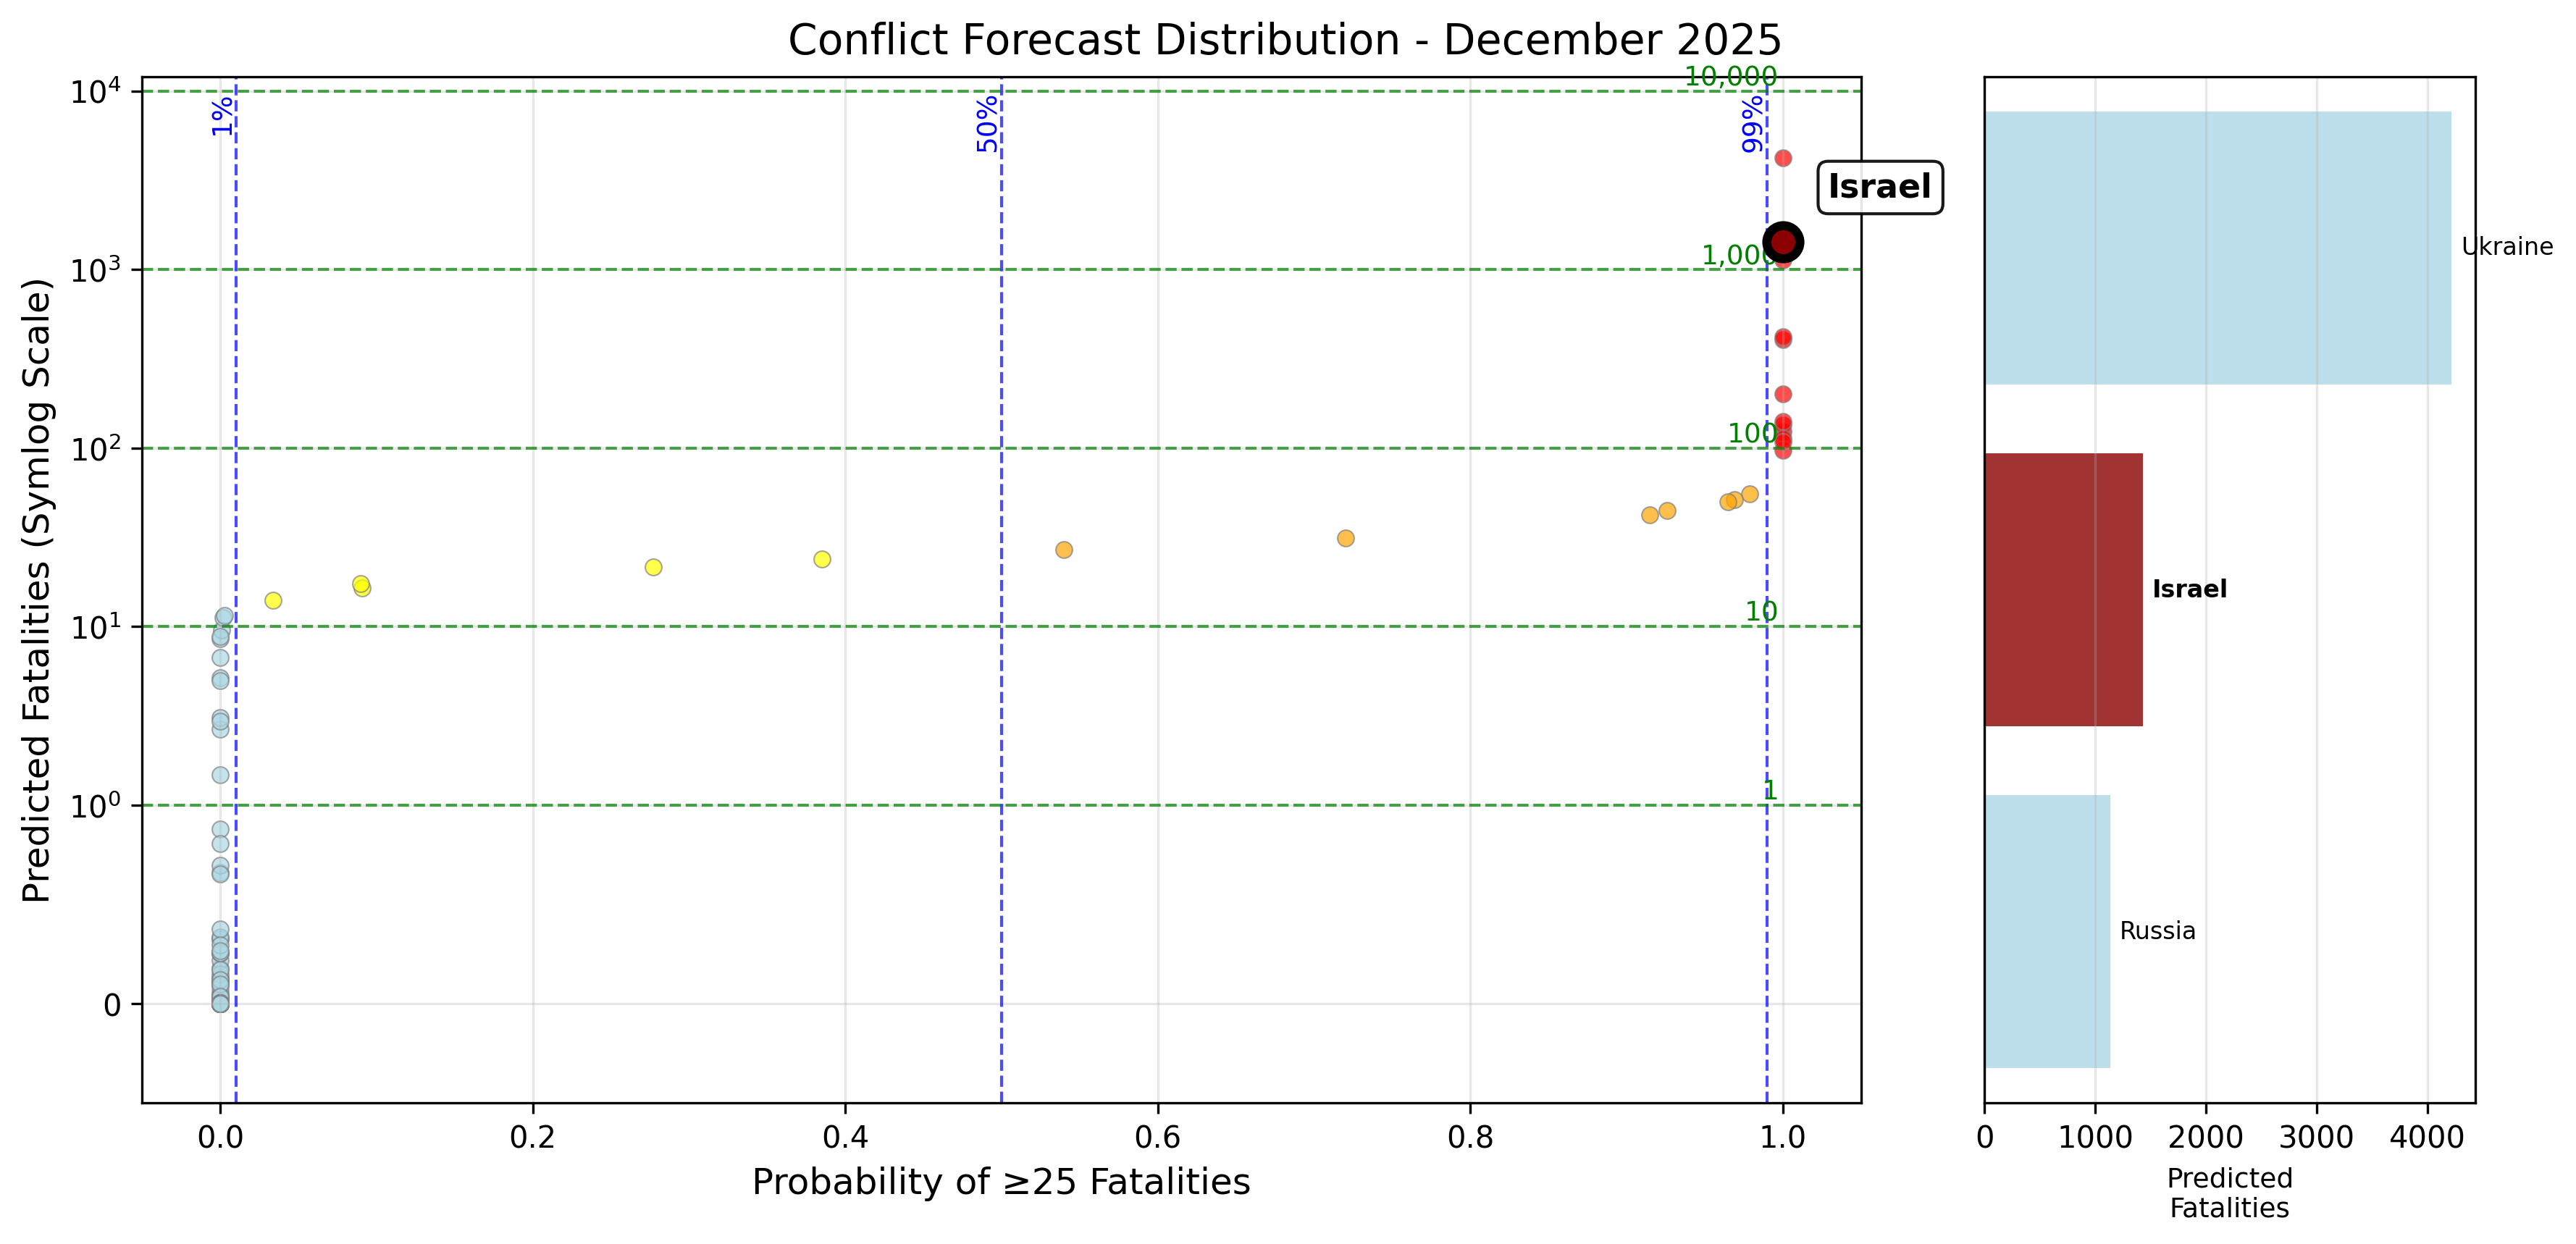 Conflict Forecast Distribution - December 2025
Predicted Fatalities (Symlog Scale)
10⁴
10³
10²
10¹
10⁰
0
1%
50%
99%
10,000
1,000
100
10
1
Israel
0.0 0.2 0.4 0.6 0.8 1.0
Probability of ≥25 Fatalities
Ukraine
Israel
Russia
0 1000 2000 3000 4000
Predicted
Fatalities